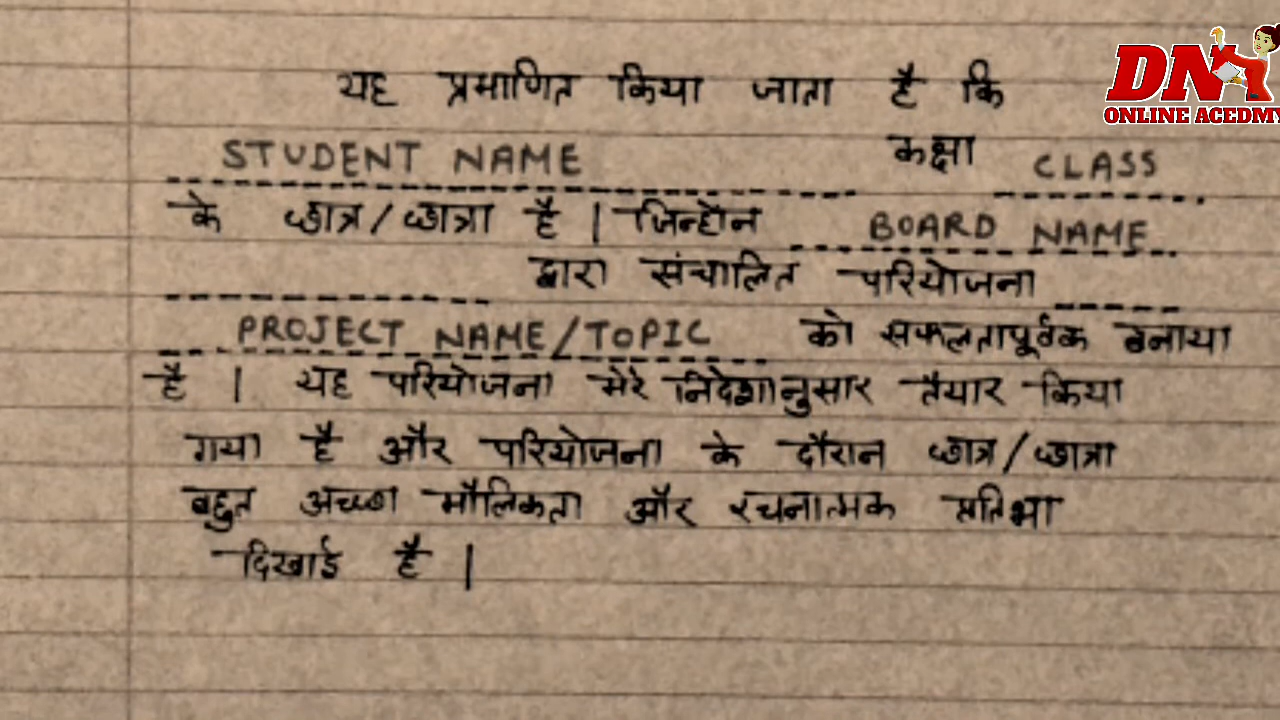 यह प्रमाणित किया जाता है कि
STUDENT NAME कक्षा CLASS
के छात्र/छात्रा है | जिन्होन BOARD NAME
द्वारा संचालित परियोजना
PROJECT NAME/TOPIC को सफलतापूर्वक बनाया
है | यह परियोजना मेरे निदेशानुसार तैयार किया
गया है और परियोजना के दौरान छात्र/छात्रा
बहुत अच्छा मौलिकता और रचनात्मक प्रतिभा
दिखाई है |
DN
ONLINE ACEDMY